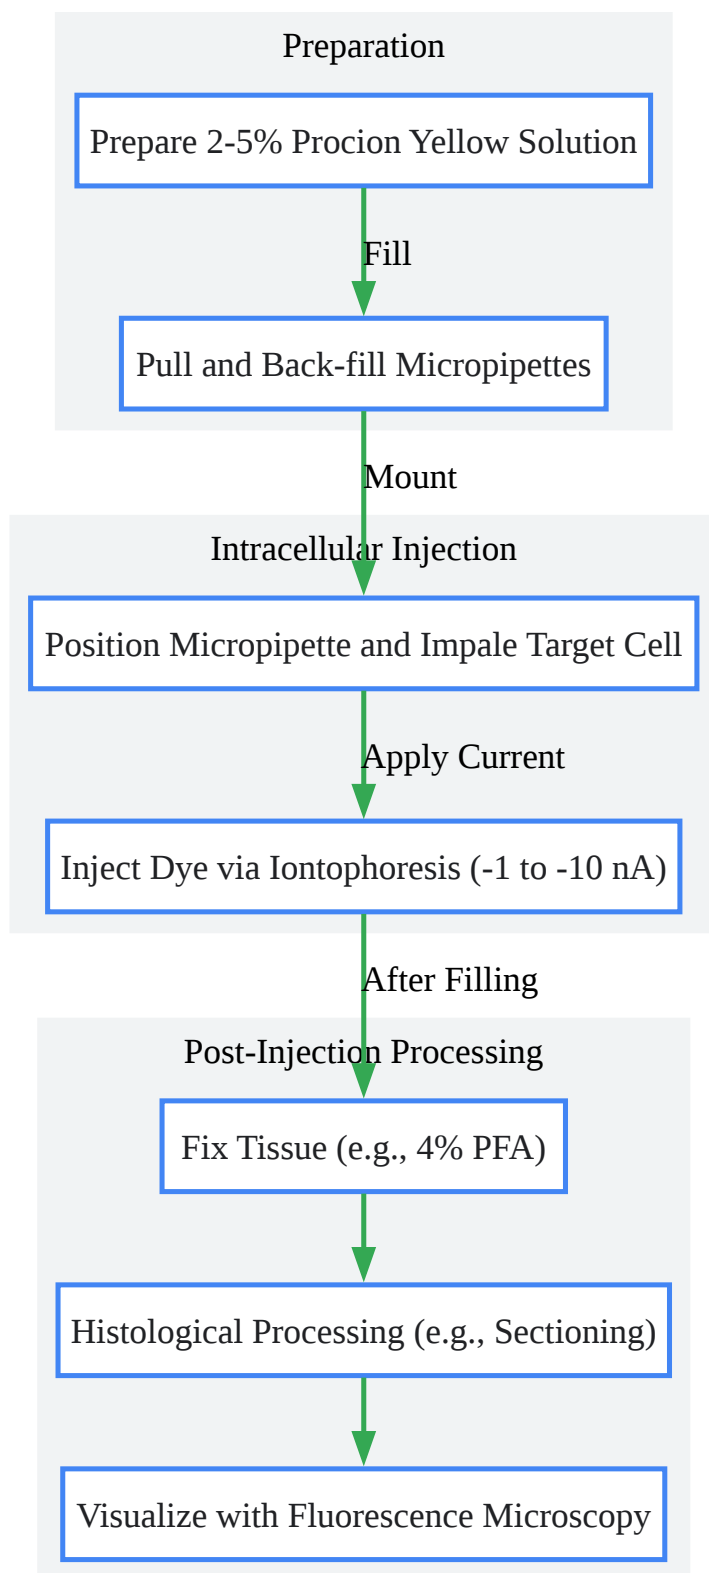 Preparation
Prepare 2-5% Procion Yellow Solution
Fill
Pull and Back-fill Micropipettes
Mount
Intracellular Injection
Position Micropipette and Impale Target Cell
Apply Current
Inject Dye via Iontophoresis (-1 to -10 nA)
After Filling
Post-Injection Processing
Fix Tissue (e.g., 4% PFA)
Histological Processing (e.g., Sectioning)
Visualize with Fluorescence Microscopy